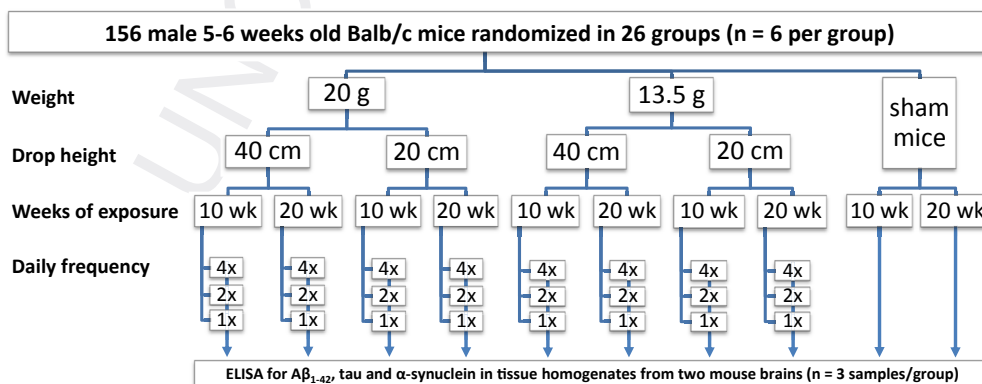 156 male 5-6 weeks old Balb/c mice randomized in 26 groups (n = 6 per group)
Weight 20 g 13.5 g sham mice
Drop height 40 cm 20 cm 40 cm 20 cm
Weeks of exposure 10 wk 20 wk 10 wk 20 wk 10 wk 20 wk 10 wk 20 wk 10 wk 20 wk
Daily frequency
4x 4x 4x 4x 4x 4x 4x 4x
2x 2x 2x 2x 2x 2x 2x 2x
1x 1x 1x 1x 1x 1x 1x 1x
ELISA for Aβ1-42, tau and α-synuclein in tissue homogenates from two mouse brains (n = 3 samples/group)